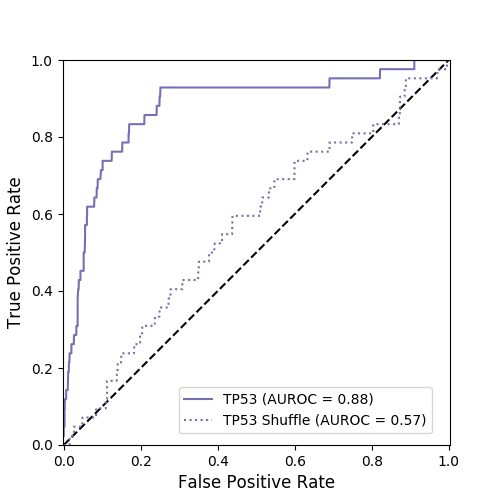 1.0
0.8
0.6
0.4
0.2
0.0
True Positive Rate
TP53 (AUROC = 0.88)
TP53 Shuffle (AUROC = 0.57)
0.0 0.2 0.4 0.6 0.8 1.0
False Positive Rate